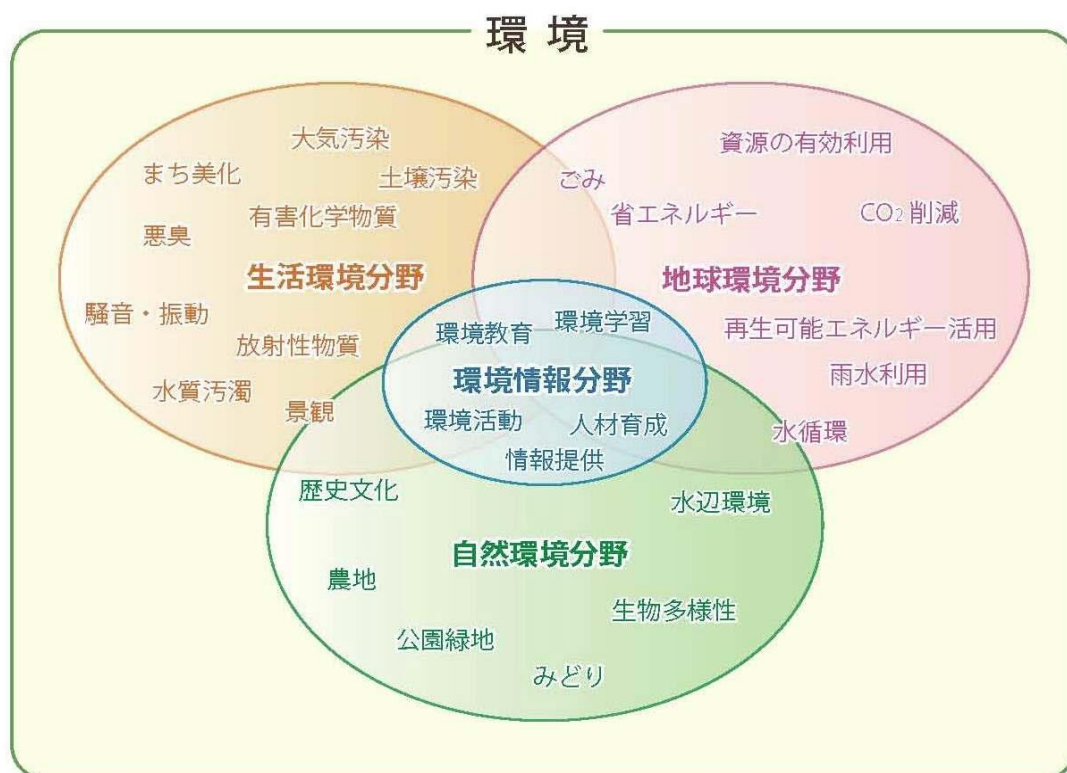 環境
大気汚染
まち美化
土壌汚染
有害化学物質
悪臭
生活環境分野
騒音・振動
放射性物質
水質汚濁
景観
ごみ
資源の有効利用
省エネルギー
CO₂削減
地球環境分野
再生可能エネルギー活用
雨水利用
水循環
環境教育
環境学習
環境情報分野
環境活動
人材育成
情報提供
歴史文化
水辺環境
自然環境分野
農地
生物多様性
公園緑地
みどり